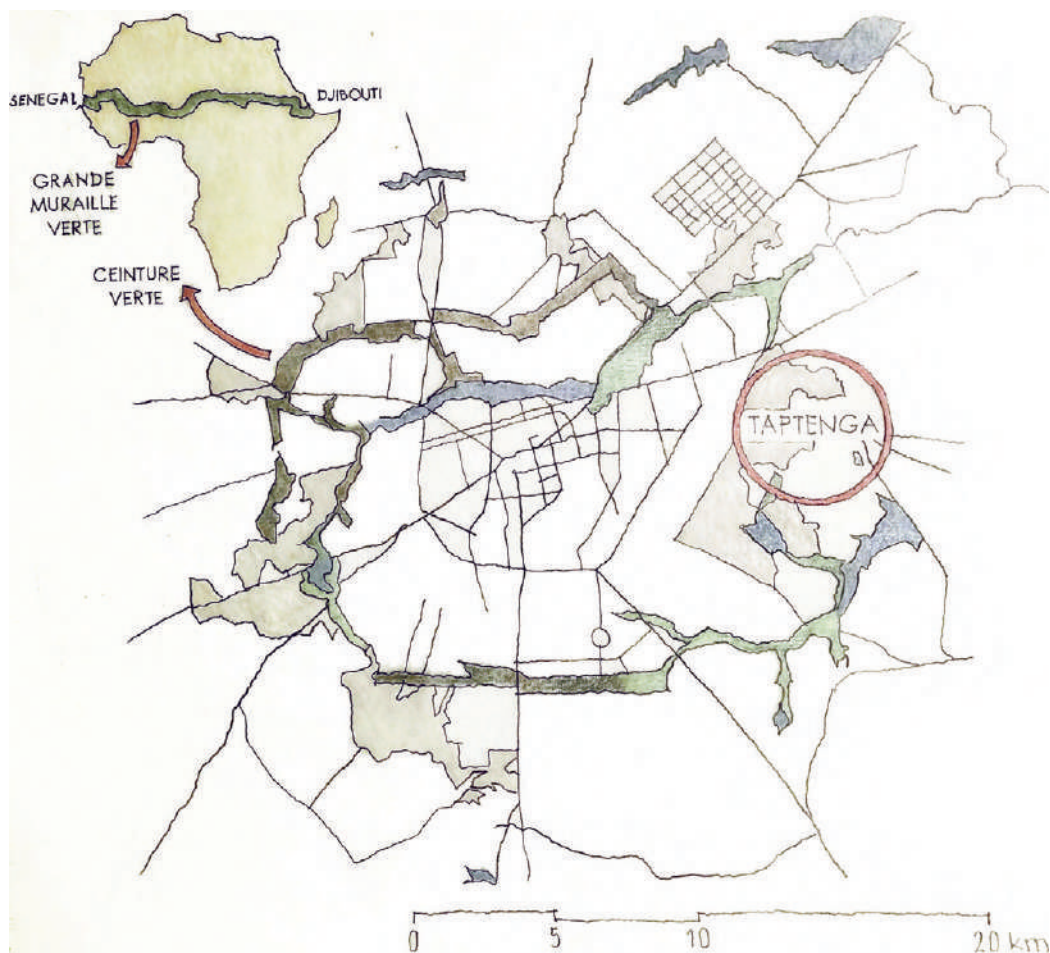 SENEGAL
DJIBOUTI
GRANDE
MURAILLE
VERTE
CEINTURE
VERTE
TAPTENGA
0 5 10 20 km